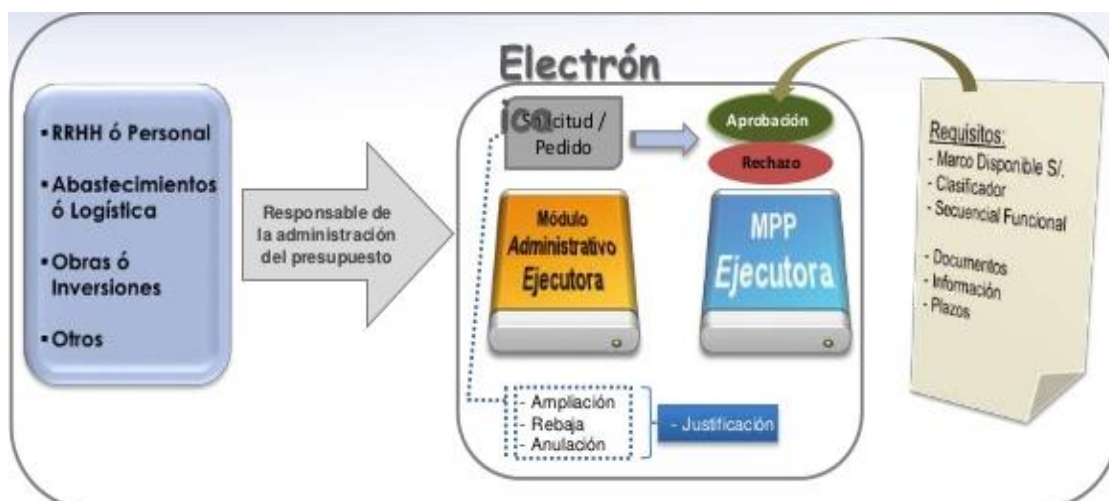 Electrón
ica
▪ RRHH ó Personal
▪ Abastecimientos
ó Logística
▪ Obras ó
Inversiones
▪ Otros
Responsable de
la administración
del presupuesto
Solicitud /
Pedido
Aprobación
Rechazo
Módulo
Administrativo
Ejecutora
MPP
Ejecutora
- Ampliación
- Rebaja
- Anulación
- Justificación
Requisitos:
- Marco Disponible S/.
- Clasificador
- Secuencial Funcional
- Documentos
- Información
- Plazos